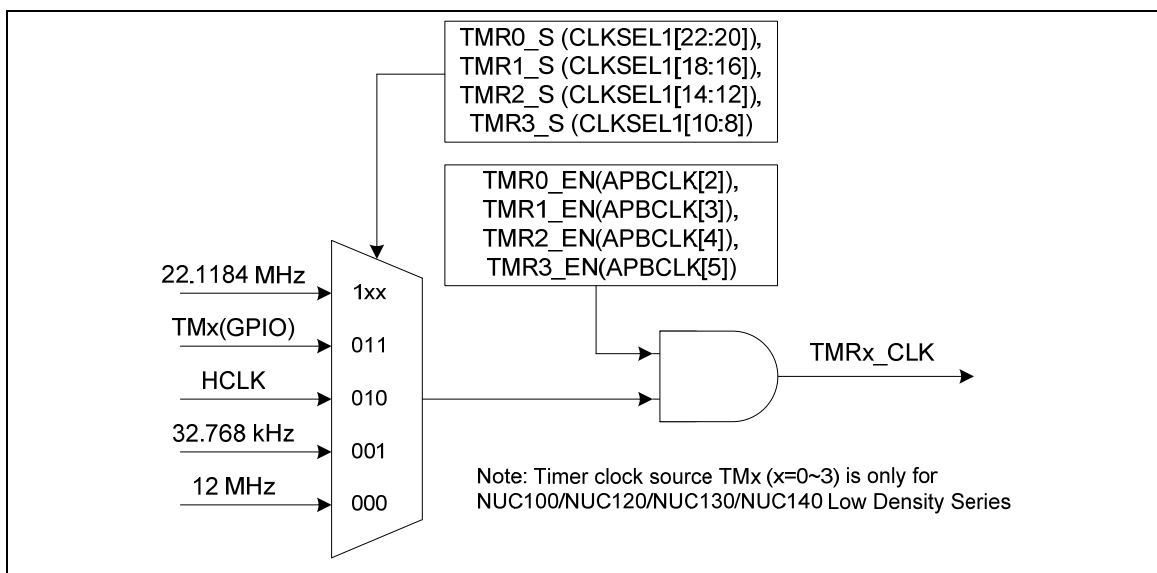 TMR0_S (CLKSEL1[22:20]),
TMR1_S (CLKSEL1[18:16]),
TMR2_S (CLKSEL1[14:12]),
TMR3_S (CLKSEL1[10:8])
TMR0_EN(APBCLK[2]),
TMR1_EN(APBCLK[3]),
TMR2_EN(APBCLK[4]),
TMR3_EN(APBCLK[5])
22.1184 MHz
1xx
TMx(GPIO)
011
HCLK
010
32.768 kHz
001
12 MHz
000
TMRx_CLK
Note: Timer clock source TMx (x=0~3) is only for
NUC100/NUC120/NUC130/NUC140 Low Density Series